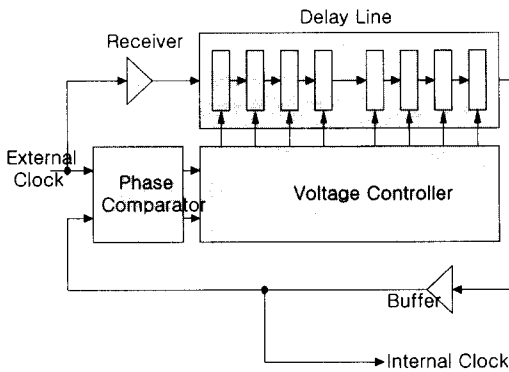 Delay Line
Receiver
External
Clock
Phase
Comparator
Voltage Controller
Buffer
Internal Clock